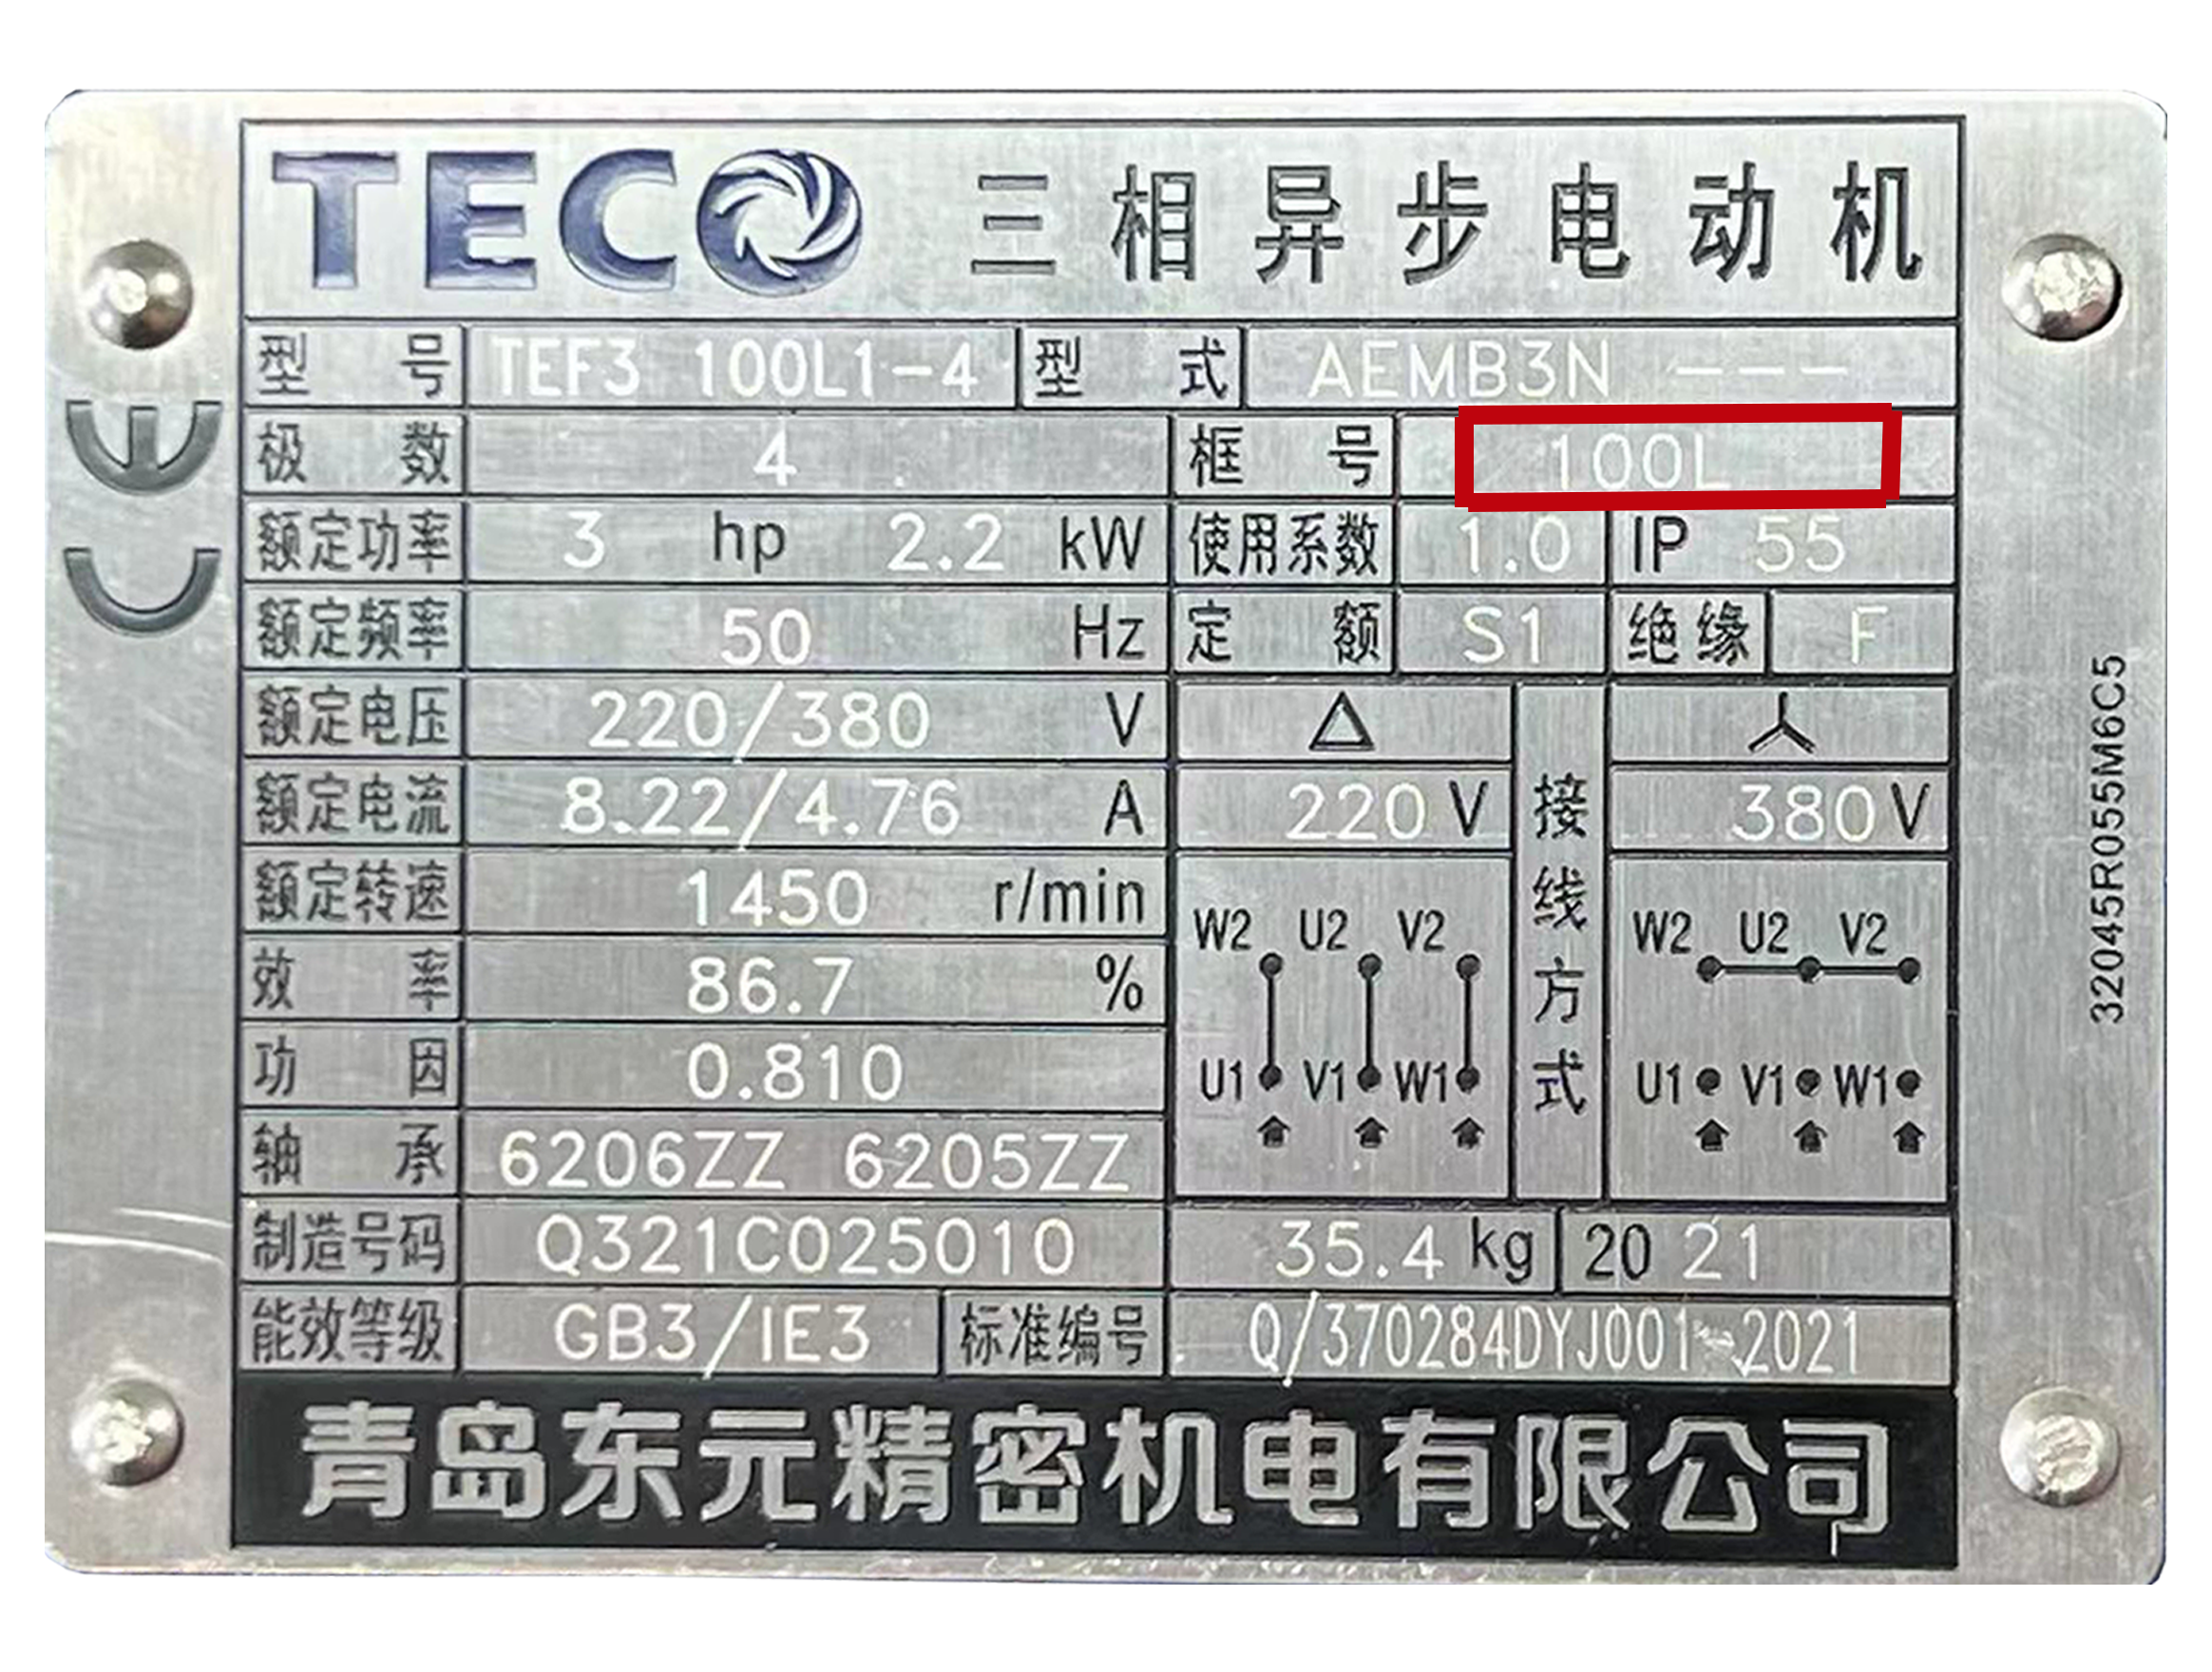 TECO 三相异步电动机
型号 TEF3 100L1-4 型式 AEMB3N ---
极数 4 框号 100L
额定功率 3 hp 2.2 kW 使用系数 1.0 IP 55
额定频率 50 Hz 定额 S1 绝缘 F
额定电压 220/380 V △ 接线方式 Y
额定电流 8.22/4.76 A 220 V 380 V
额定转速 1450 r/min
W2 U2 V2 W2 U2 V2
效率 86.7 %
功因 0.810
U1 V1 W1 U1 V1 W1
轴承 6206ZZ 6205ZZ
制造号码 Q321C025010 35.4 kg 20 21
能效等级 GB3/IE3 标准编号 Q/370284DYJ001-2021
青岛东元精密机电有限公司
CE
32045R055M6C5